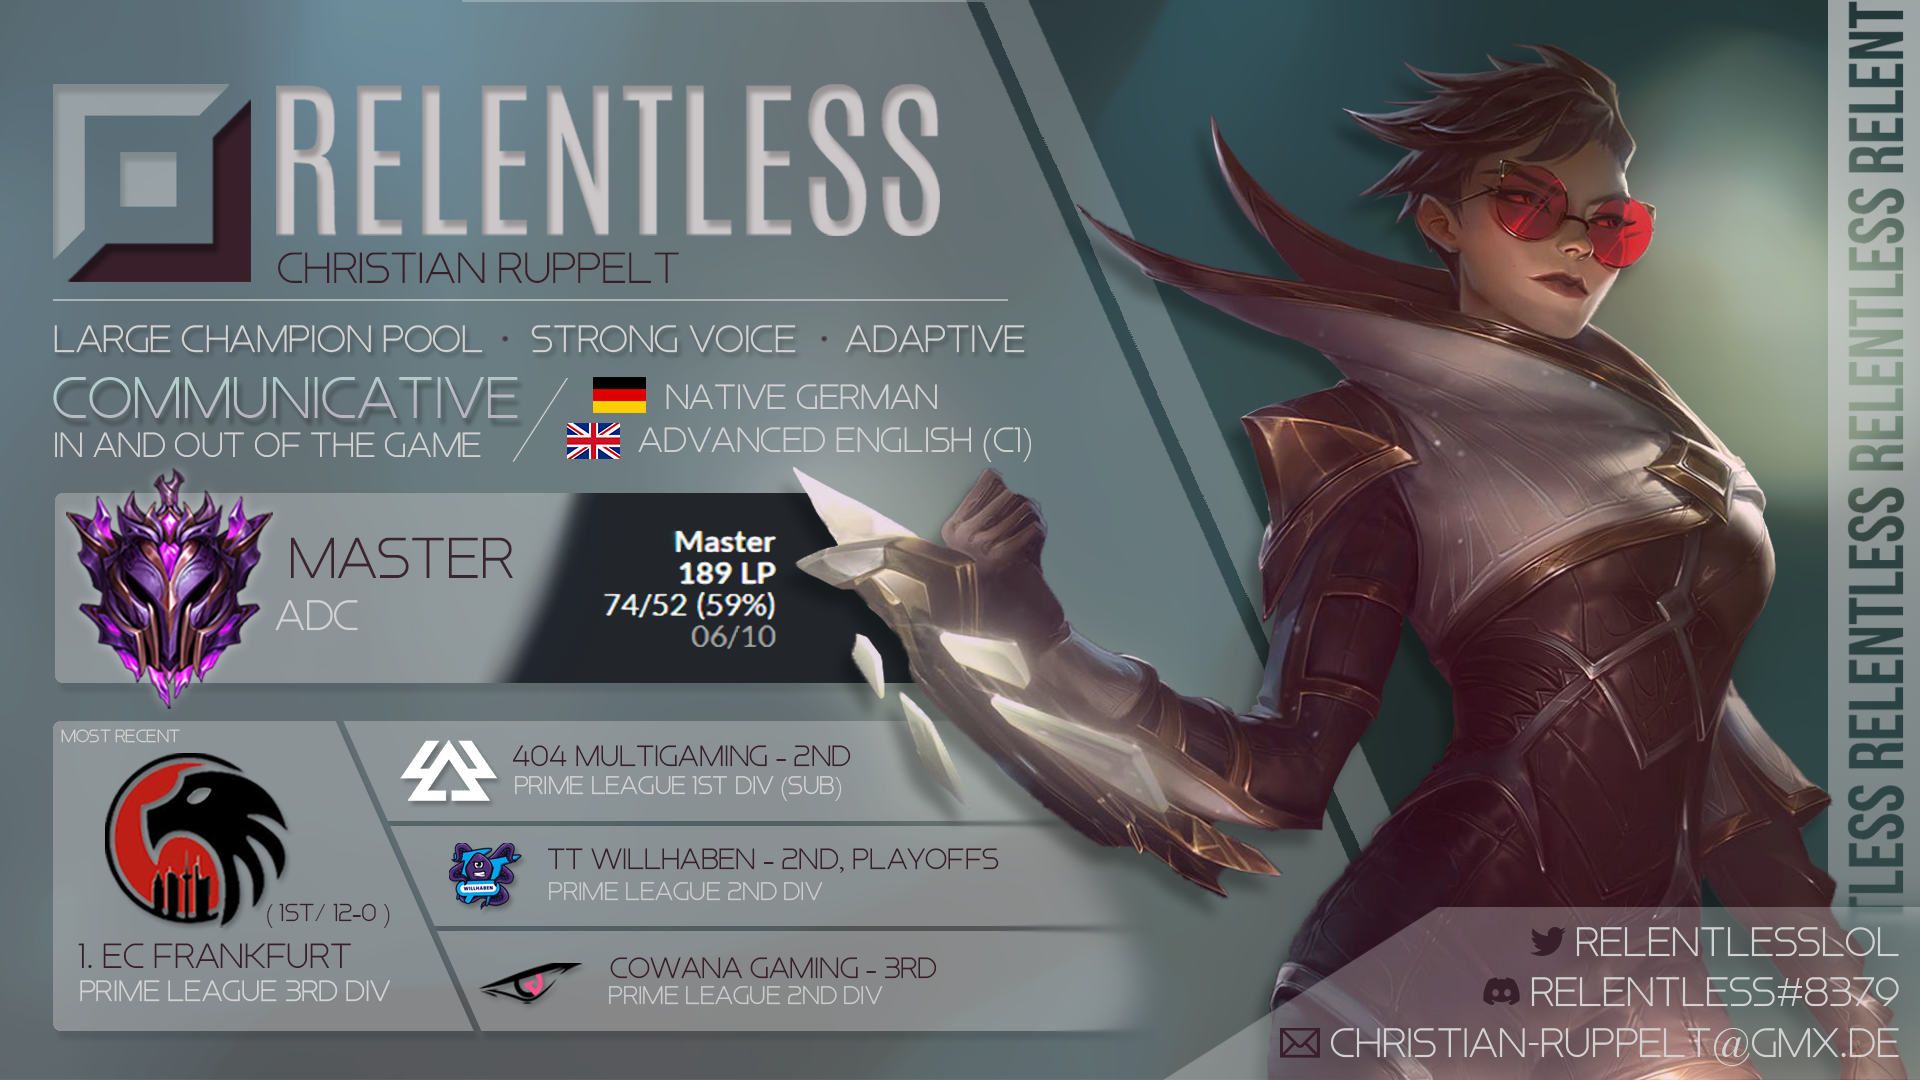 RELENTLESS
CHRISTIAN RUPPELT
LARGE CHAMPION POOL · STRONG VOICE · ADAPTIVE
COMMUNICATIVE
IN AND OUT OF THE GAME
NATIVE GERMAN
ADVANCED ENGLISH (C1)
MASTER
ADC
Master
189 LP
74/52 (59%)
06/10
MOST RECENT
( 1ST/ 12-0 )
1. EC FRANKFURT
PRIME LEAGUE 3RD DIV
404 MULTIGAMING - 2ND
PRIME LEAGUE 1ST DIV (SUB)
WILLHABEN
TT WILLHABEN - 2ND, PLAYOFFS
PRIME LEAGUE 2ND DIV
COWANA GAMING - 3RD
PRIME LEAGUE 2ND DIV
TLESS RELENTLESS RELENTLESS RELENTLESS RELENT
RELENTLESSLOL
RELENTLESS#8379
CHRISTIAN-RUPPELT@GMX.DE